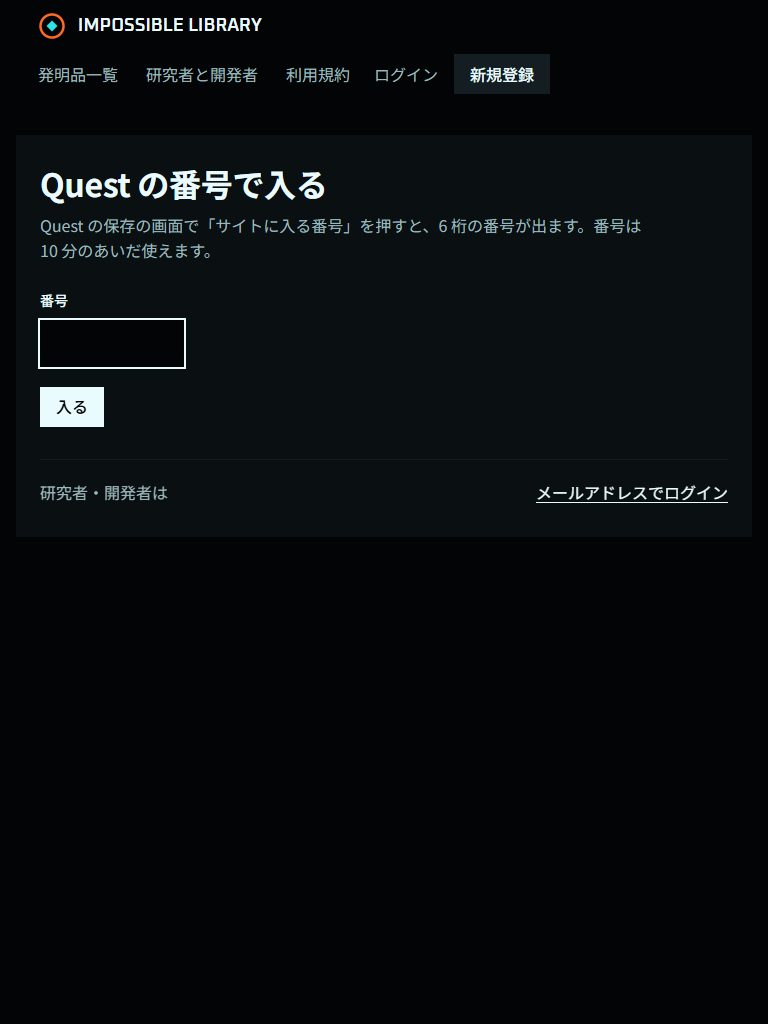 IMPOSSIBLE LIBRARY
発明品一覧 研究者と開発者 利用規約 ログイン 新規登録
Quest の番号で入る
Quest の保存の画面で「サイトに入る番号」を押すと、6 桁の番号が出ます。番号は
10 分のあいだ使えます。
番号
入る
研究者・開発者は メールアドレスでログイン